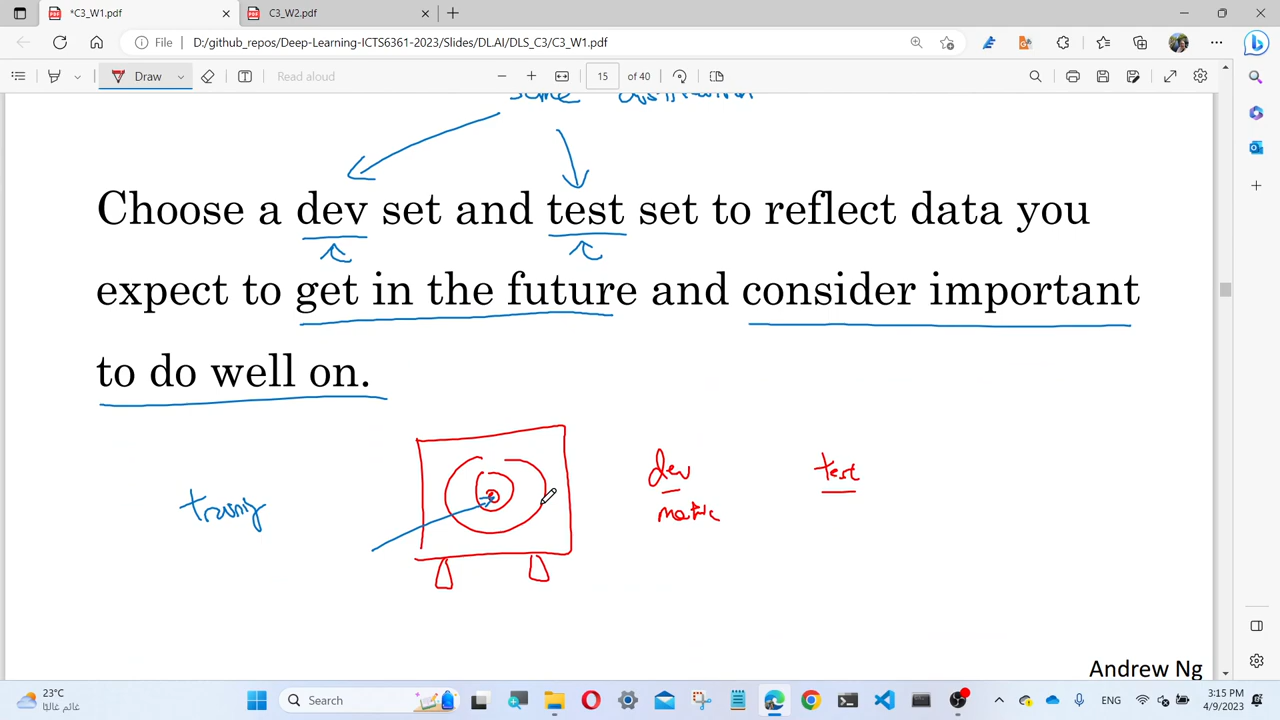 *C3_W1.pdf
C3_W2.pdf
File D:/github_repos/Deep-Learning-ICTS6361-2023/Slides/DL.AI/DLS_C3/C3_W1.pdf
Draw Read aloud 15 of 40
Choose a dev set and test set to reflect data you
expect to get in the future and consider important
to do well on.
dev test
metric
Andrew Ng
23°C
غائم غالبًا
Search
ENG
3:15 PM
4/9/2023